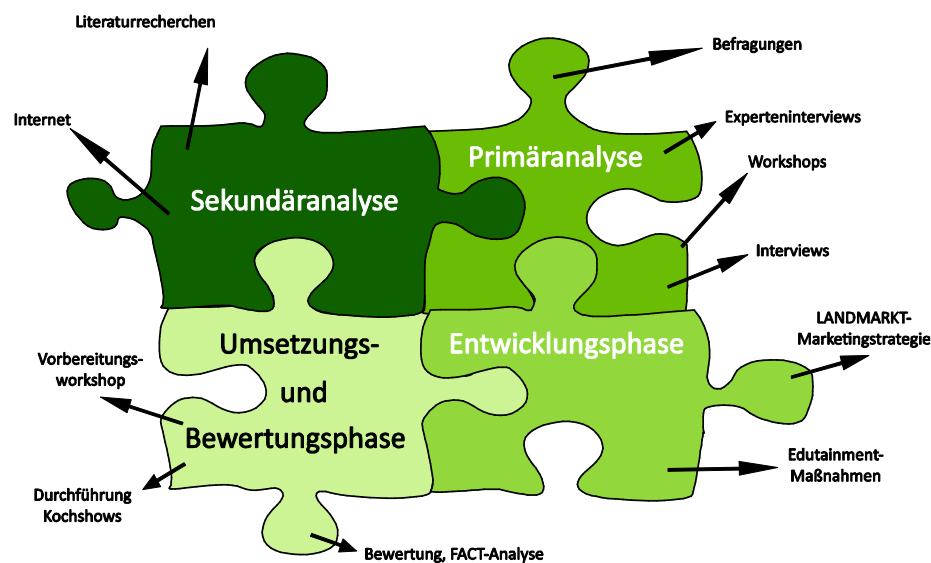 Literaturrecherchen
Internet
Sekundäranalyse
Primäranalyse
Befragungen
Experteninterviews
Workshops
Interviews
Umsetzungs-
und
Bewertungsphase
Entwicklungsphase
LANDMARKT-
Marketingstrategie
Edutainment-
Maßnahmen
Vorbereitungs-
workshop
Durchführung
Kochshows
Bewertung, FACT-Analyse